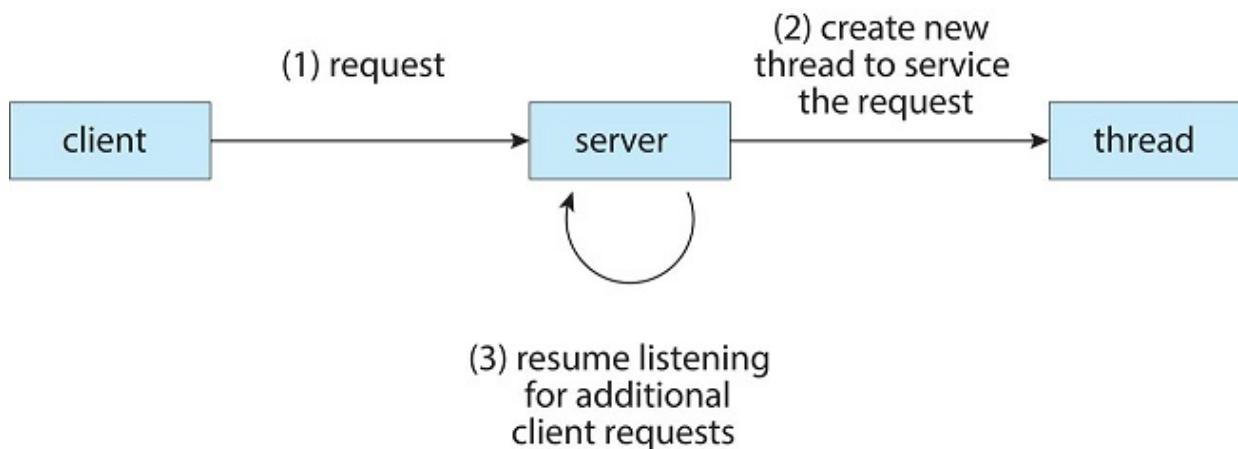 (1) request
(2) create new
thread to service
the request
client
server
thread
(3) resume listening
for additional
client requests